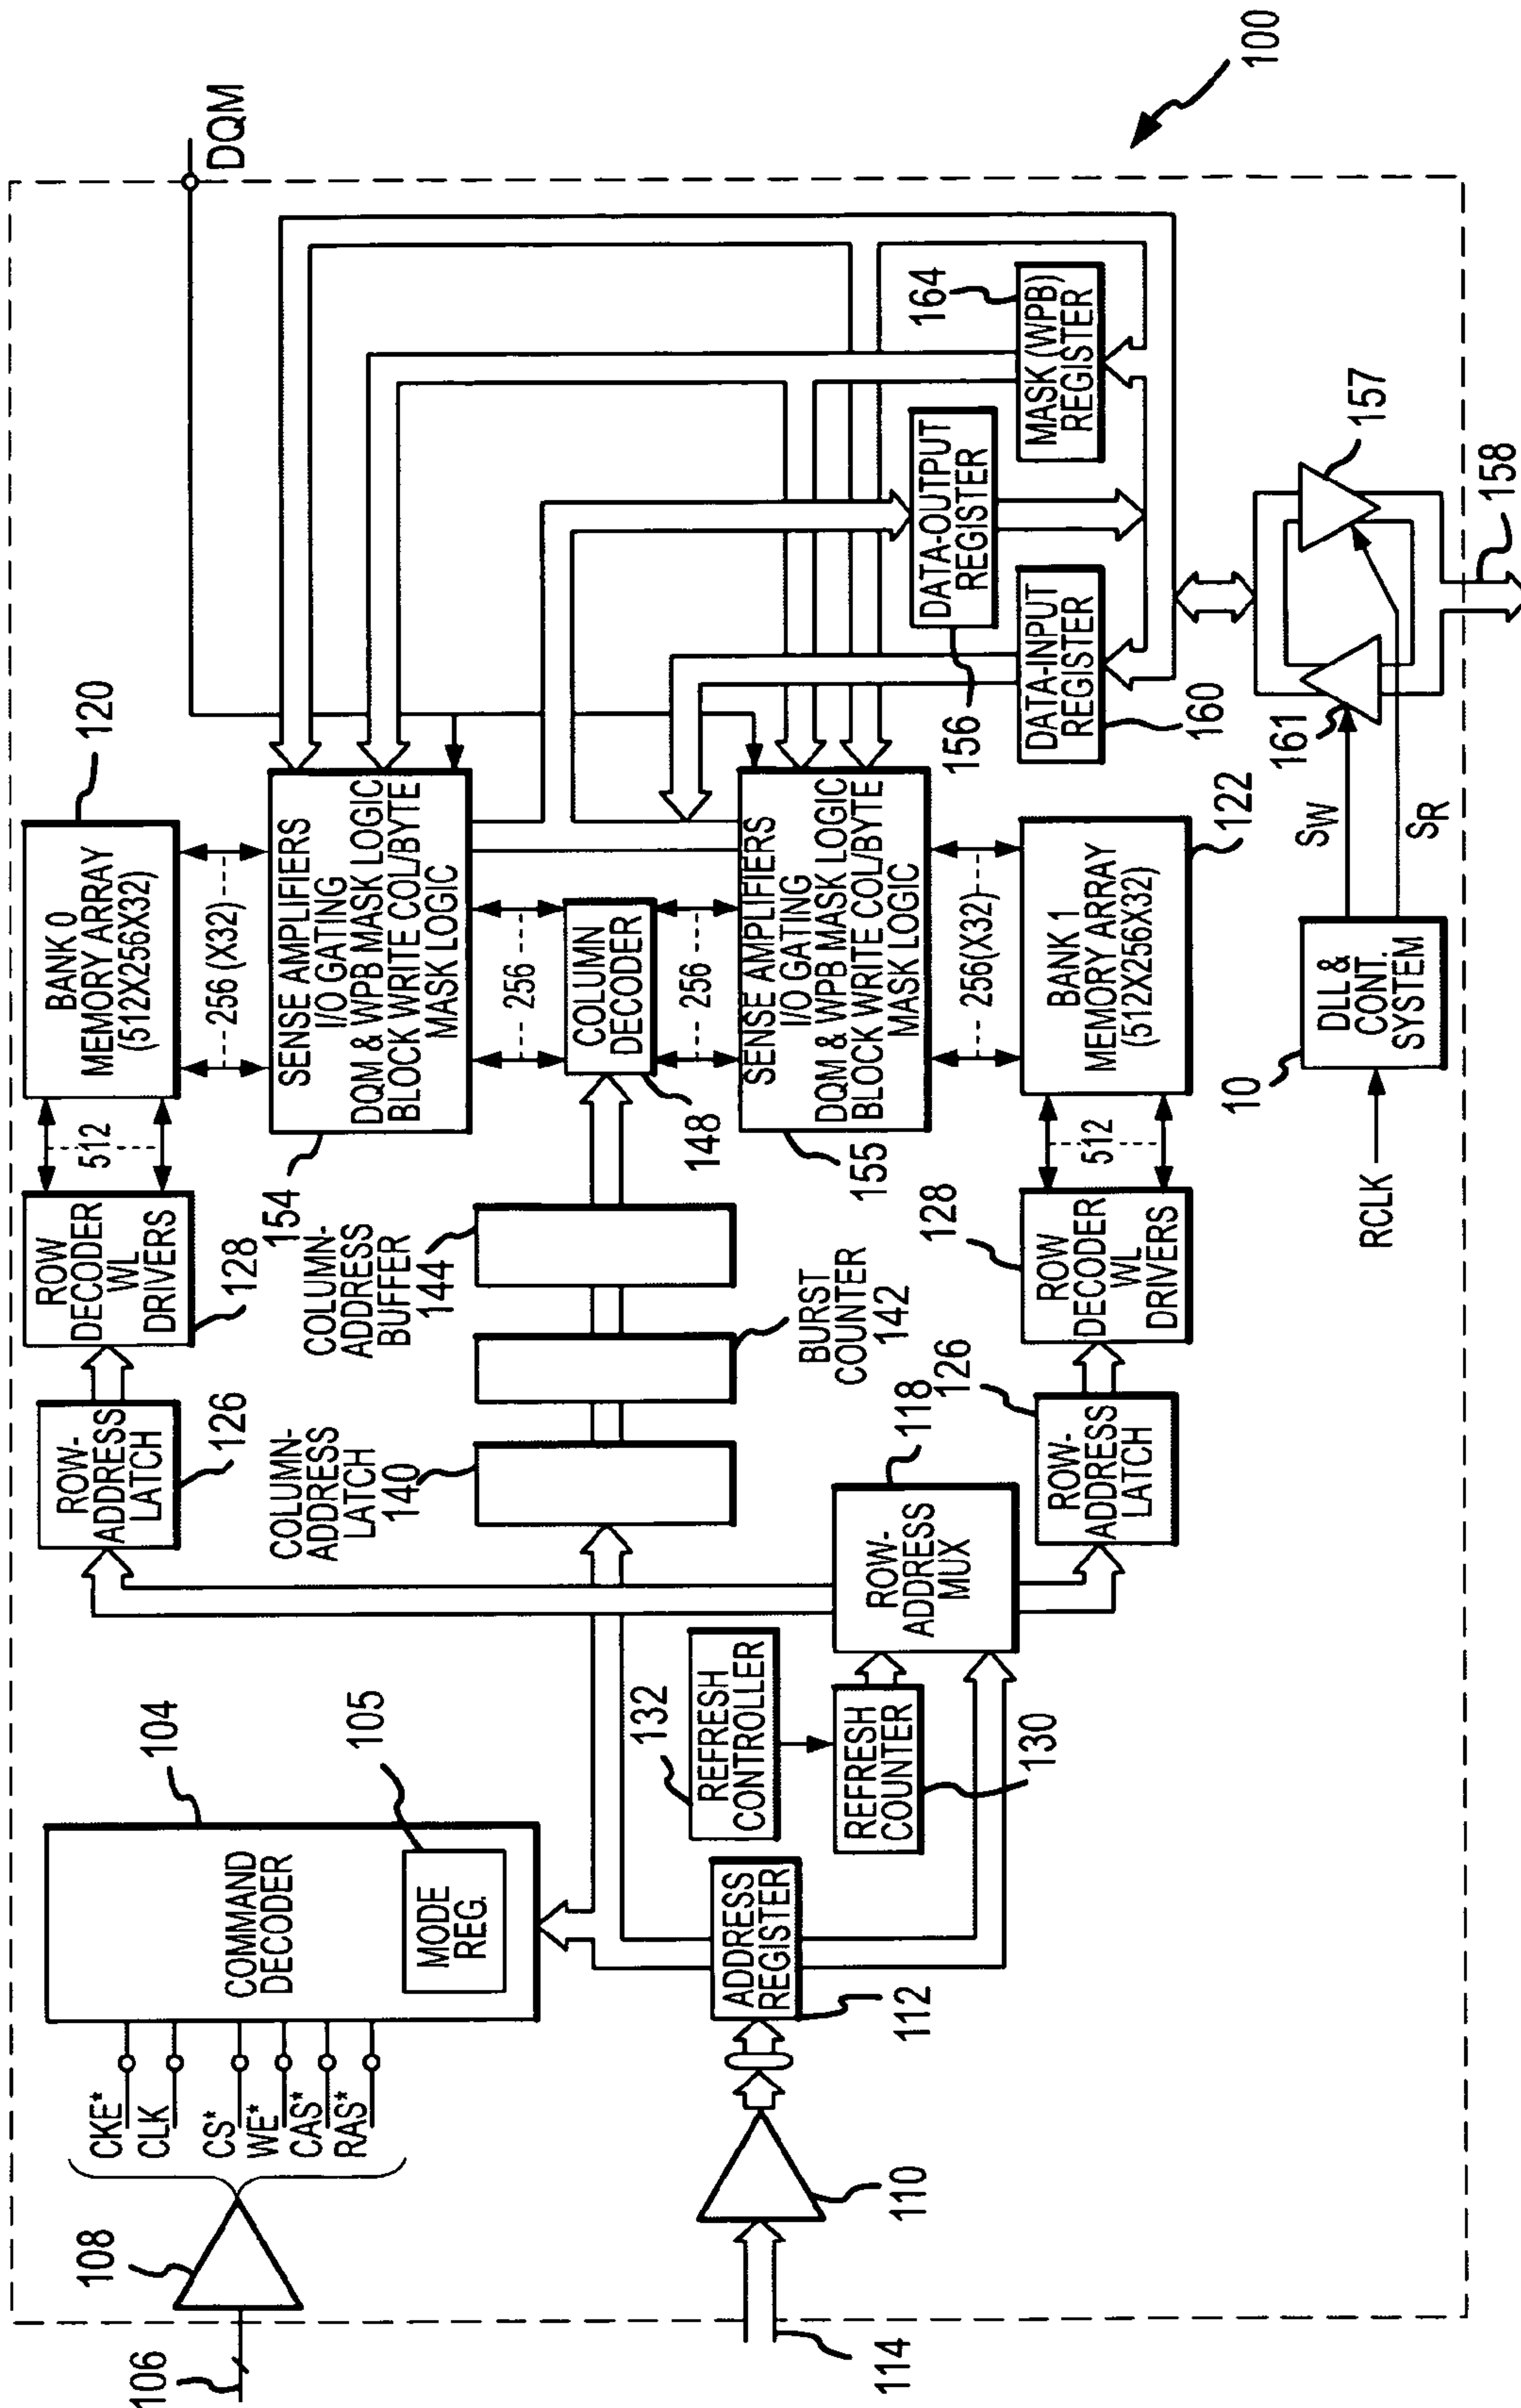 106
108
CKE*
CLK
CS*
WE*
CAS*
RAS*
COMMAND
DECODER
104
MODE
REG.
105
114
110
ADDRESS
REGISTER
112
REFRESH
CONTROLLER
132
REFRESH
COUNTER
130
ROW-
ADDRESS
MUX
118
ROW-
ADDRESS
LATCH
126
ROW
DECODER
WL
DRIVERS
128
512
BANK 0
MEMORY ARRAY
(512X256X32)
120
256 (X32)
COLUMN-
ADDRESS
LATCH
140
BURST
COUNTER
142
COLUMN-
ADDRESS
BUFFER
144
154
SENSE AMPLIFIERS
I/O GATING
DQM & WPB MASK LOGIC
BLOCK WRITE COL/BYTE
MASK LOGIC
256
COLUMN
DECODER
148
256
SENSE AMPLIFIERS
I/O GATING
DQM & WPB MASK LOGIC
BLOCK WRITE COL/BYTE
MASK LOGIC
155
256(X32)
ROW-
ADDRESS
LATCH
126
ROW
DECODER
WL
DRIVERS
128
512
BANK 1
MEMORY ARRAY
(512X256X32)
122
DQM
DATA-OUTPUT
REGISTER
156
DATA-INPUT
REGISTER
160
MASK (WPB)
REGISTER
164
RCLK
DLL &
CONT.
SYSTEM
10
SW
SR
161
157
158
100